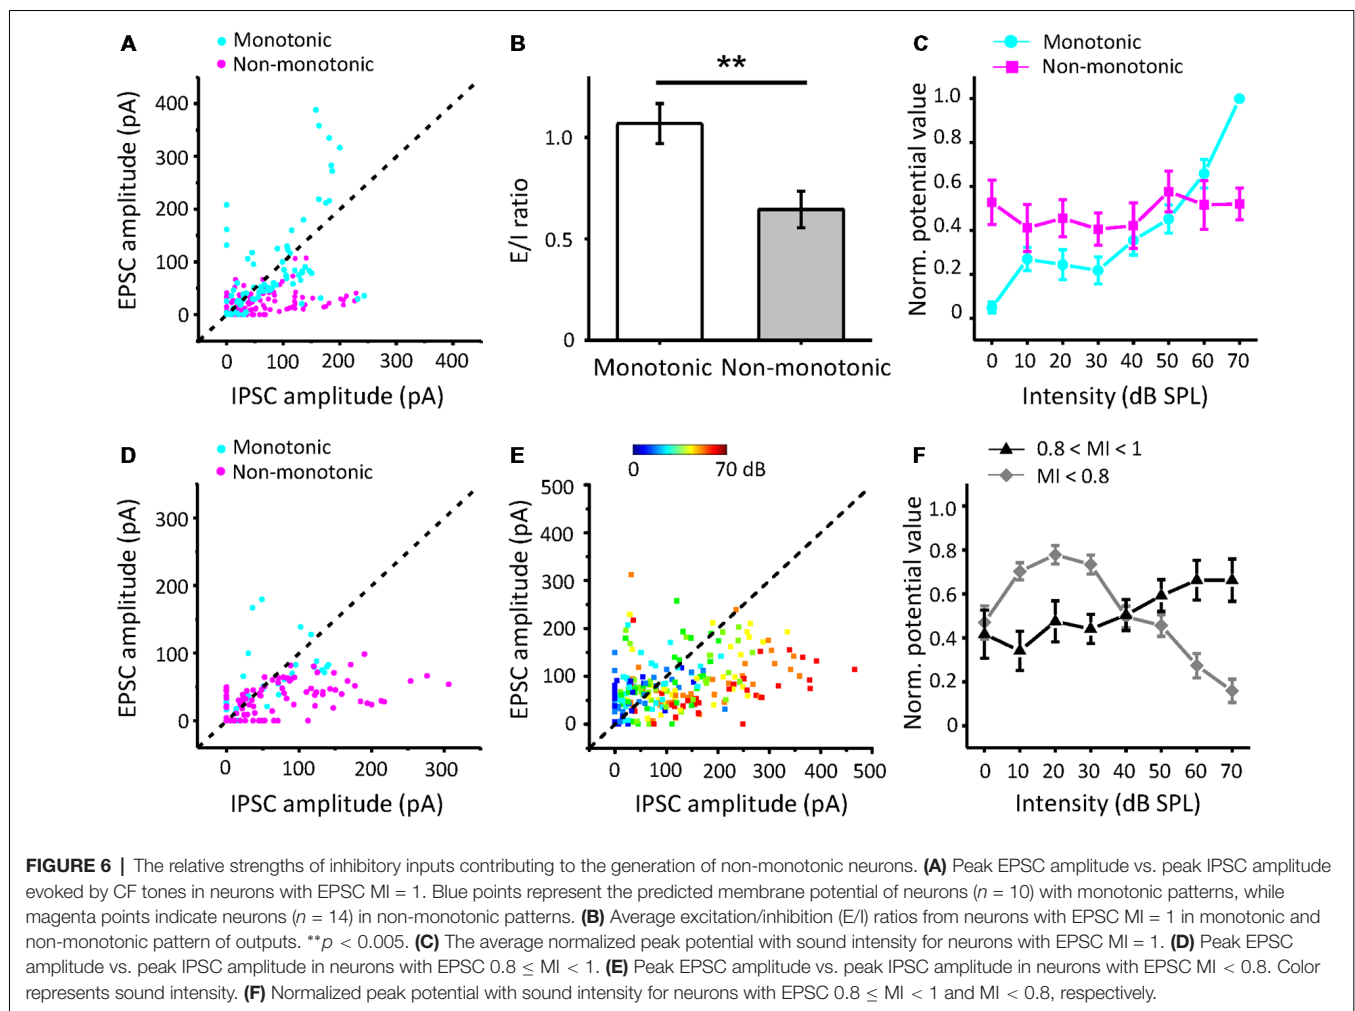 A
Monotonic
Non-monotonic
EPSC amplitude (pA)
400
300
200
100
0
0 100 200 300 400
IPSC amplitude (pA)
B
**
E/I ratio
1.0
0.5
0
Monotonic Non-monotonic
C
Monotonic
Non-monotonic
Norm. potential value
1.0
0.8
0.6
0.4
0.2
0
0 10 20 30 40 50 60 70
Intensity (dB SPL)
D
Monotonic
Non-monotonic
EPSC amplitude (pA)
300
200
100
0
0 100 200 300
IPSC amplitude (pA)
E
0 70 dB
EPSC amplitude (pA)
500
400
300
200
100
0
0 100 200 300 400 500
IPSC amplitude (pA)
F
0.8 < MI < 1
MI < 0.8
Norm. potential value
1.0
0.8
0.6
0.4
0.2
0
0 10 20 30 40 50 60 70
Intensity (dB SPL)
FIGURE 6 | The relative strengths of inhibitory inputs contributing to the generation of non-monotonic neurons. (A) Peak EPSC amplitude vs. peak IPSC amplitude
evoked by CF tones in neurons with EPSC MI = 1. Blue points represent the predicted membrane potential of neurons (n = 10) with monotonic patterns, while
magenta points indicate neurons (n = 14) in non-monotonic patterns. (B) Average excitation/inhibition (E/I) ratios from neurons with EPSC MI = 1 in monotonic and
non-monotonic pattern of outputs. **p < 0.005. (C) The average normalized peak potential with sound intensity for neurons with EPSC MI = 1. (D) Peak EPSC
amplitude vs. peak IPSC amplitude in neurons with EPSC 0.8 ≤ MI < 1. (E) Peak EPSC amplitude vs. peak IPSC amplitude in neurons with EPSC MI < 0.8. Color
represents sound intensity. (F) Normalized peak potential with sound intensity for neurons with EPSC 0.8 ≤ MI < 1 and MI < 0.8, respectively.